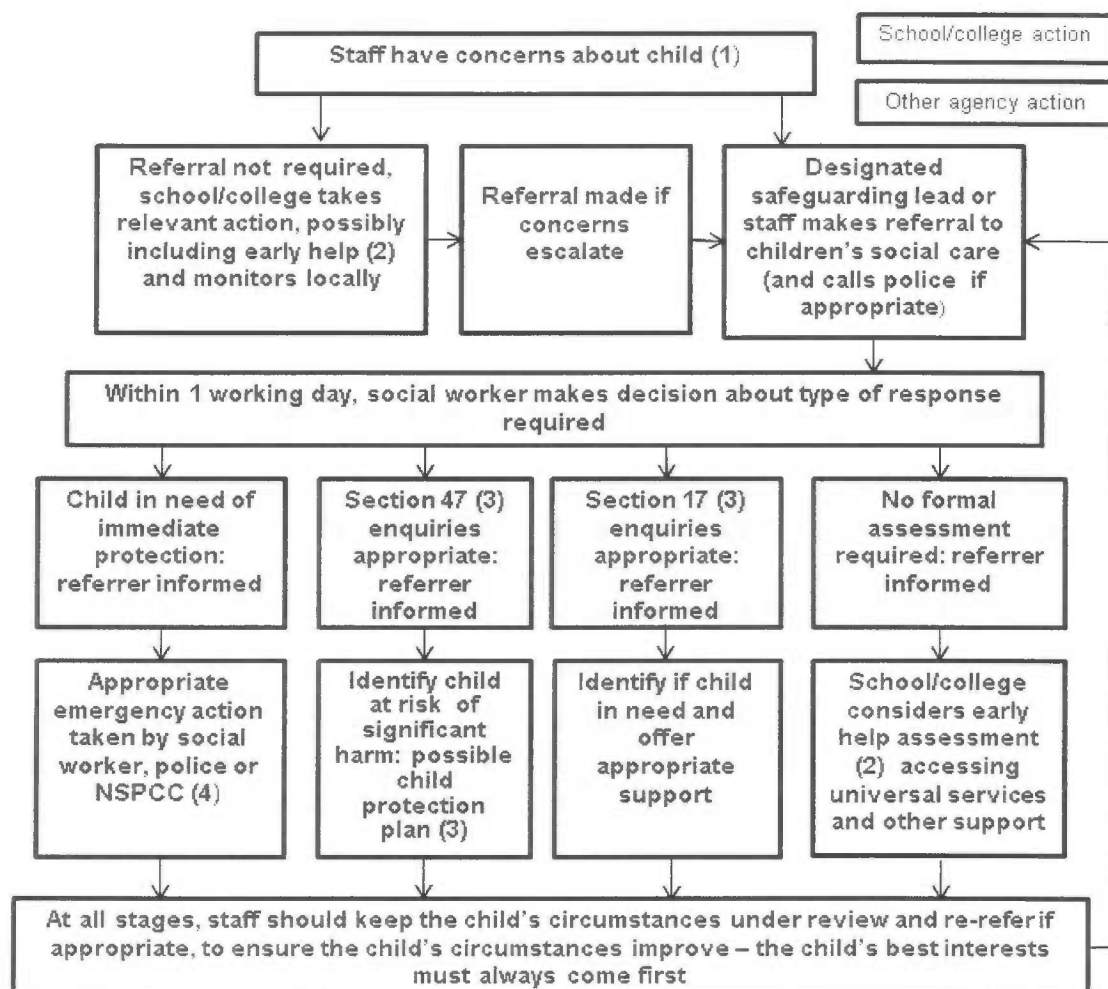 School/college action
Other agency action
Staff have concerns about child (1)
Referral not required,
school/college takes
relevant action, possibly
including early help (2)
and monitors locally
Referral made if
concerns
escalate
Designated
safeguarding lead or
staff makes referral to
children's social care
(and calls police if
appropriate)
Within 1 working day, social worker makes decision about type of response
required
Child in need of
immediate
protection:
referrer informed
Section 47 (3)
enquiries
appropriate:
referrer
informed
Section 17 (3)
enquiries
appropriate:
referrer
informed
No formal
assessment
required: referrer
informed
Appropriate
emergency action
taken by social
worker, police or
NSPCC (4)
Identify child
at risk of
significant
harm: possible
child
protection
plan (3)
Identify if child
in need and
offer
appropriate
support
School/college
considers early
help assessment
(2) accessing
universal services
and other support
At all stages, staff should keep the child's circumstances under review and re-refer if
appropriate, to ensure the child's circumstances improve – the child's best interests
must always come first